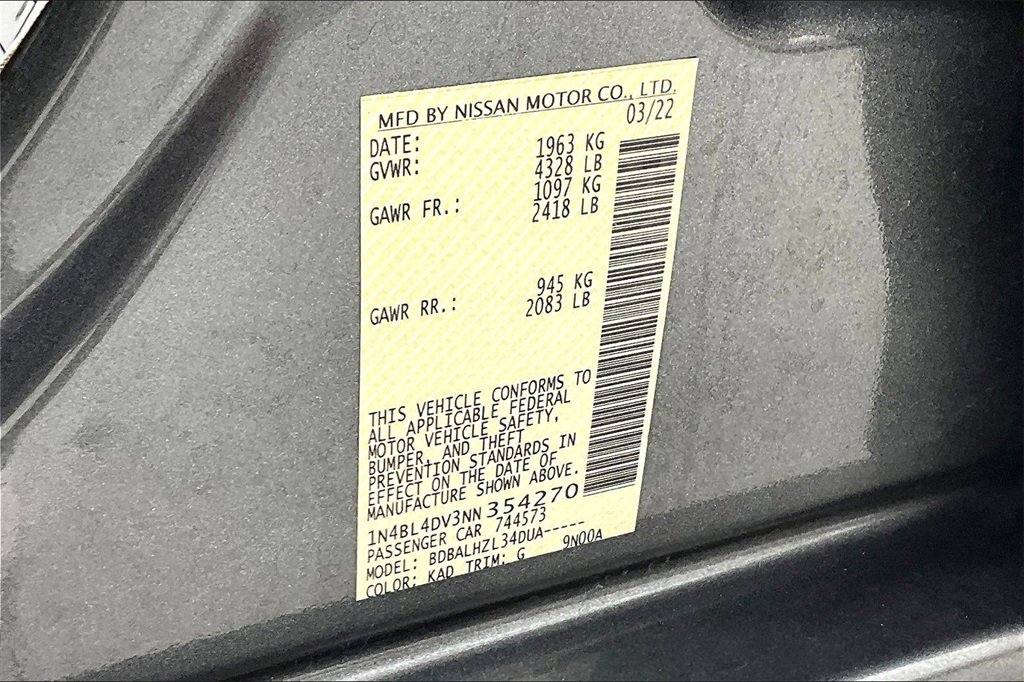 MFD BY NISSAN MOTOR CO., LTD.
DATE: 03/22
GVWR: 1963 KG
4328 LB
GAWR FR.: 1097 KG
2418 LB
GAWR RR.: 945 KG
2083 LB
THIS VEHICLE CONFORMS TO
ALL APPLICABLE FEDERAL
MOTOR VEHICLE SAFETY,
BUMPER, AND THEFT
PREVENTION STANDARDS IN
EFFECT ON THE DATE OF
MANUFACTURE SHOWN ABOVE.
1N4BL4DV3NN354270
PASSENGER CAR 744573
MODEL: BDBALHZL34DUA-----
COLOR: KAD TRIM: G 9N00A